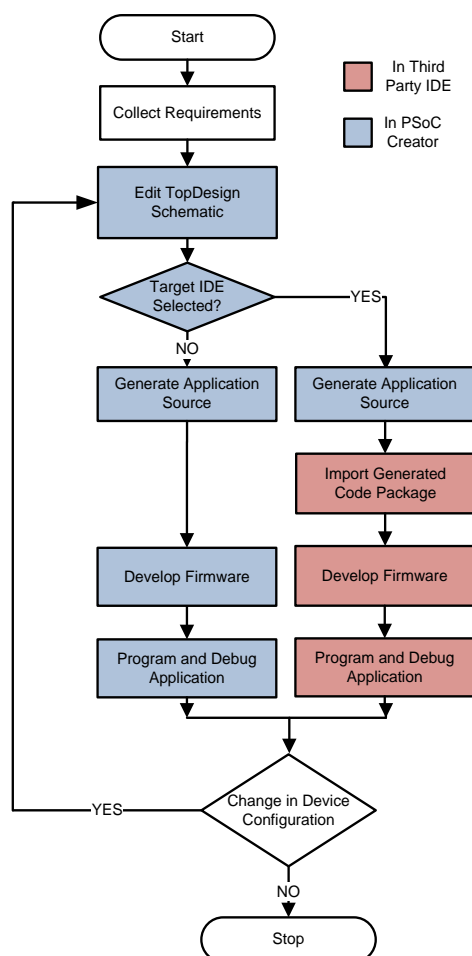 Start
In Third
Party IDE
Collect Requirements
In PSoC
Creator
Edit TopDesign
Schematic
Target IDE
Selected?
YES
NO
Generate Application
Source
Generate Application
Source
Import Generated
Code Package
Develop Firmware
Develop Firmware
Program and Debug
Application
Program and Debug
Application
Change in Device
Configuration
YES
NO
Stop